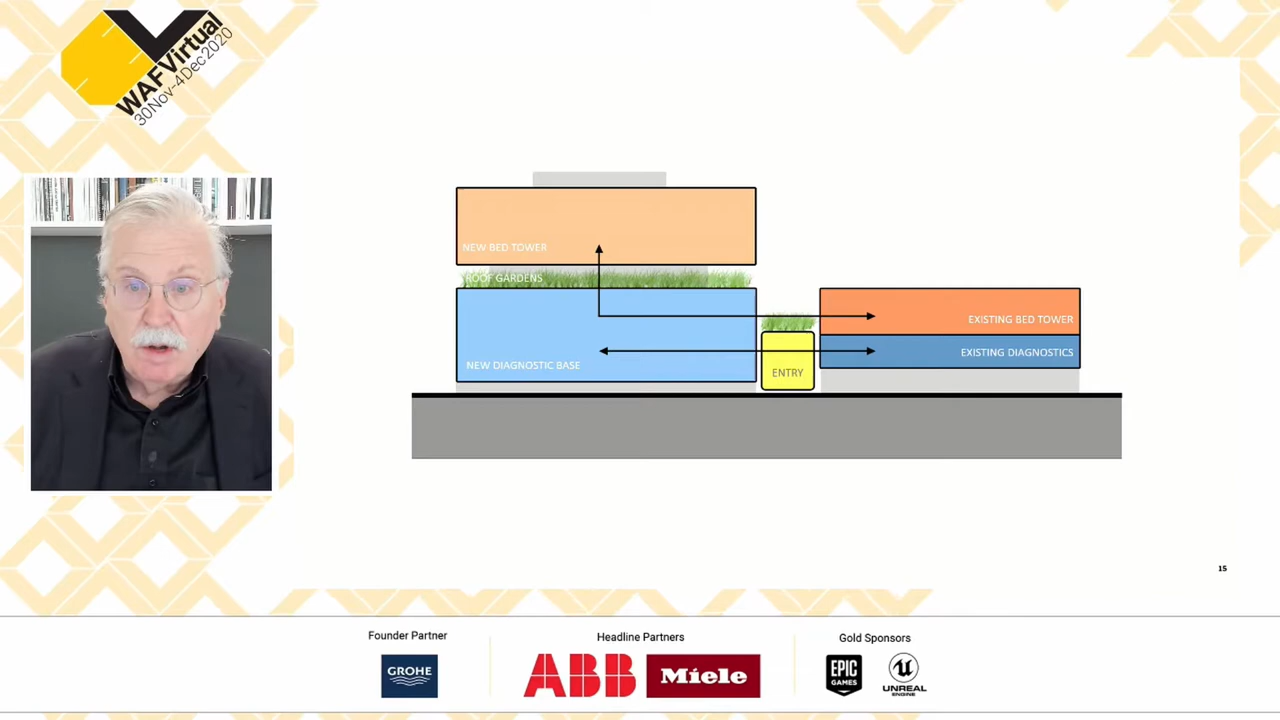 WAFVirtual
30Nov-4Dec2020
NEW BED TOWER
ROOF GARDENS
NEW DIAGNOSTIC BASE
ENTRY
EXISTING BED TOWER
EXISTING DIAGNOSTICS
15
Founder Partner
Headline Partners
Gold Sponsors
GROHE
ABB
Miele
EPIC
GAMES
UNREAL
ENGINE